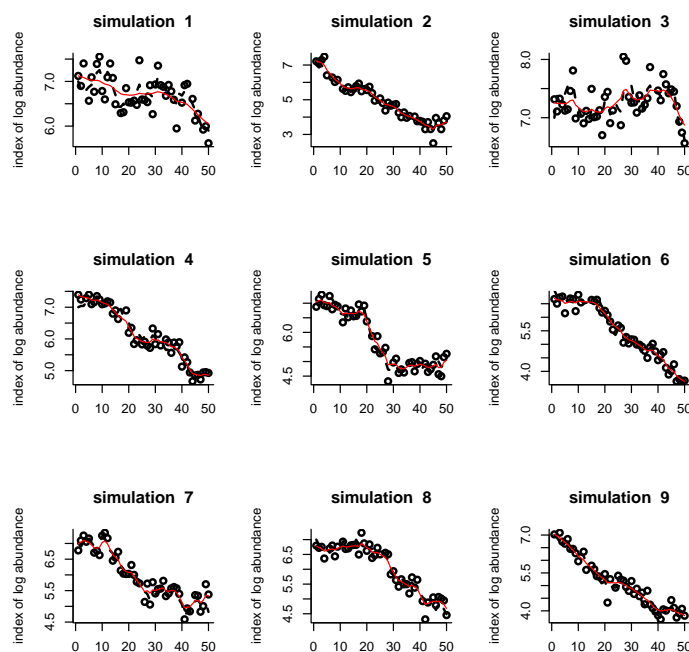 simulation 1
simulation 2
simulation 3
index of log abundance
6.0 7.0
0 10 20 30 40 50
index of log abundance
3 5 7
0 10 20 30 40 50
index of log abundance
7.0 8.0
0 10 20 30 40 50
simulation 4
simulation 5
simulation 6
index of log abundance
5.0 6.0 7.0
0 10 20 30 40 50
index of log abundance
4.5 6.0
0 10 20 30 40 50
index of log abundance
4.0 5.5
0 10 20 30 40 50
simulation 7
simulation 8
simulation 9
index of log abundance
4.5 5.5 6.5
0 10 20 30 40 50
index of log abundance
4.5 5.5 6.5
0 10 20 30 40 50
index of log abundance
4.0 5.5 7.0
0 10 20 30 40 50